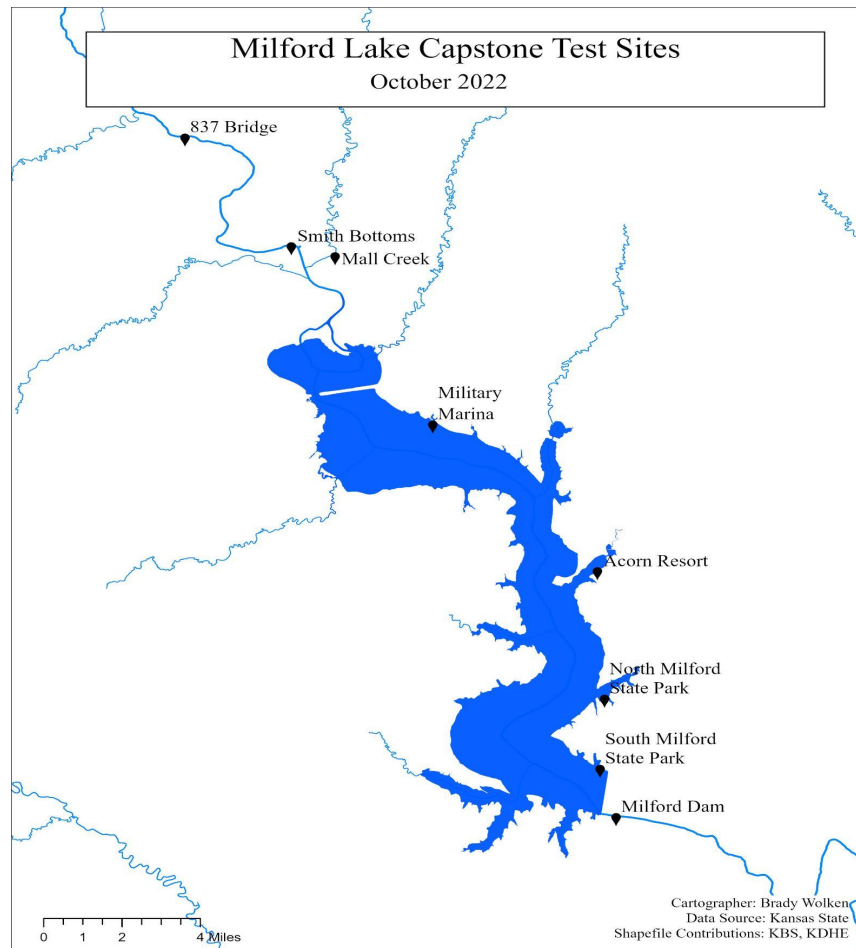 Milford Lake Capstone Test Sites
October 2022
837 Bridge
Smith Bottoms
Mall Creek
Military
Marina
Acorn Resort
North Milford
State Park
South Milford
State Park
Milford Dam
0 1 2 4 Miles
Cartographer: Brady Wolken
Data Source: Kansas State
Shapefile Contributions: KBS, KDHE